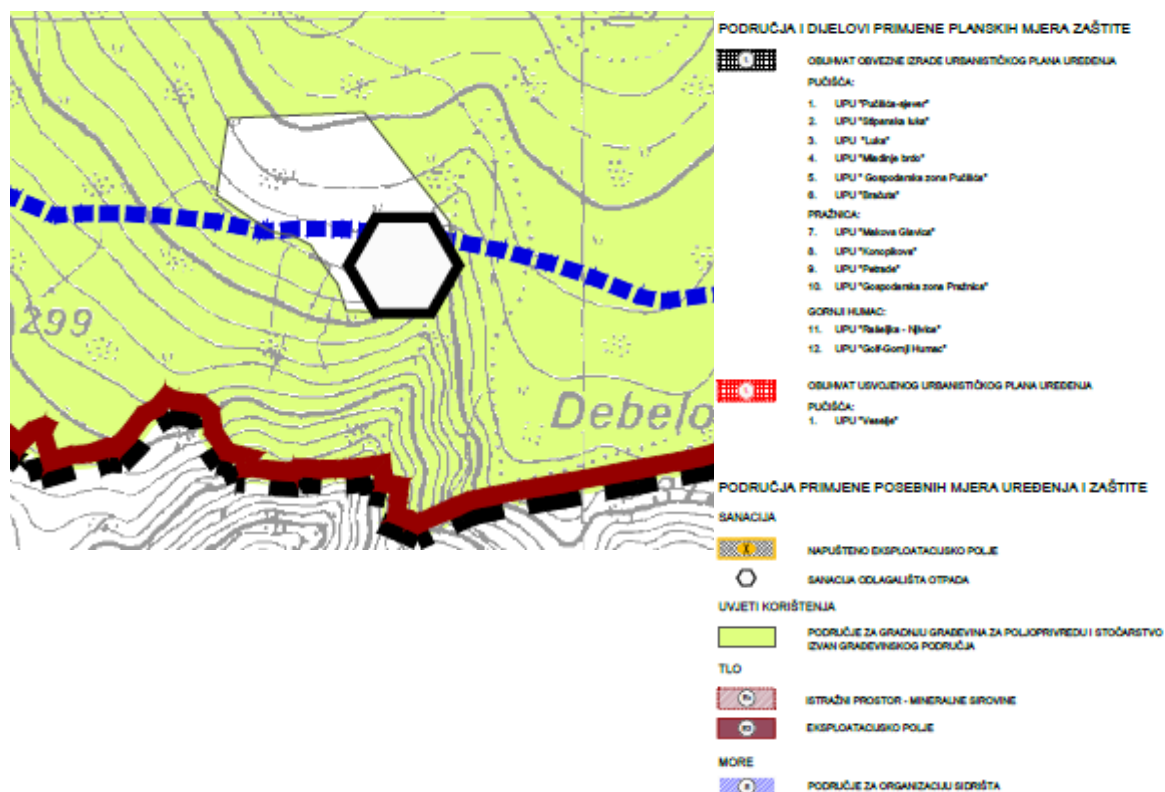 299
Debelo
PODRUČJA I DIJELOVI PRIMJENE PLANSKIH MJERA ZAŠTITE
OBUHVAT OBVEZNE IZRADE URBANISTIČKOG PLANA UREĐENJA
PUČIŠĆA:
1. UPU "Pučišća-sjever"
2. UPU "Stipanska luka"
3. UPU "Luke"
4. UPU "Mladinje brdo"
5. UPU " Gospodarska zona Pučišća"
6. UPU "Bračuta"
PRAŽNICA:
7. UPU "Makova Glavica"
8. UPU "Konopikova"
9. UPU
10. UPU "Gospodarska zona Pražnica"
GORNJI HUMAC:
11. UPU "Rašeljka - Njivice"
12. UPU "Golf-Gornji Humac"
OBUHVAT USVOJENOG URBANISTIČKOG PLANA UREĐENJA
PUČIŠĆA:
1. UPU "Veselje"
PODRUČJA PRIMJENE POSEBNIH MJERA UREĐENJA I ZAŠTITE
SANACIJA
X
NAPUŠTENO EKSPLOATACIJSKO POLJE
SANACIJA ODLAGALIŠTA OTPADA
UVJETI KORIŠTENJA
PODRUČJE ZA GRADNJU GRAĐEVINA ZA POLJOPRIVREDU I STOČARSTVO
IZVAN GRAĐEVINSKOG PODRUČJA
TLO
ISTRAŽNI PROSTOR - MINERALNE SIROVINE
EKSPLOATACIJSKO POLJE
MORE
PODRUČJE ZA ORGANIZACIJU SIDRIŠTA